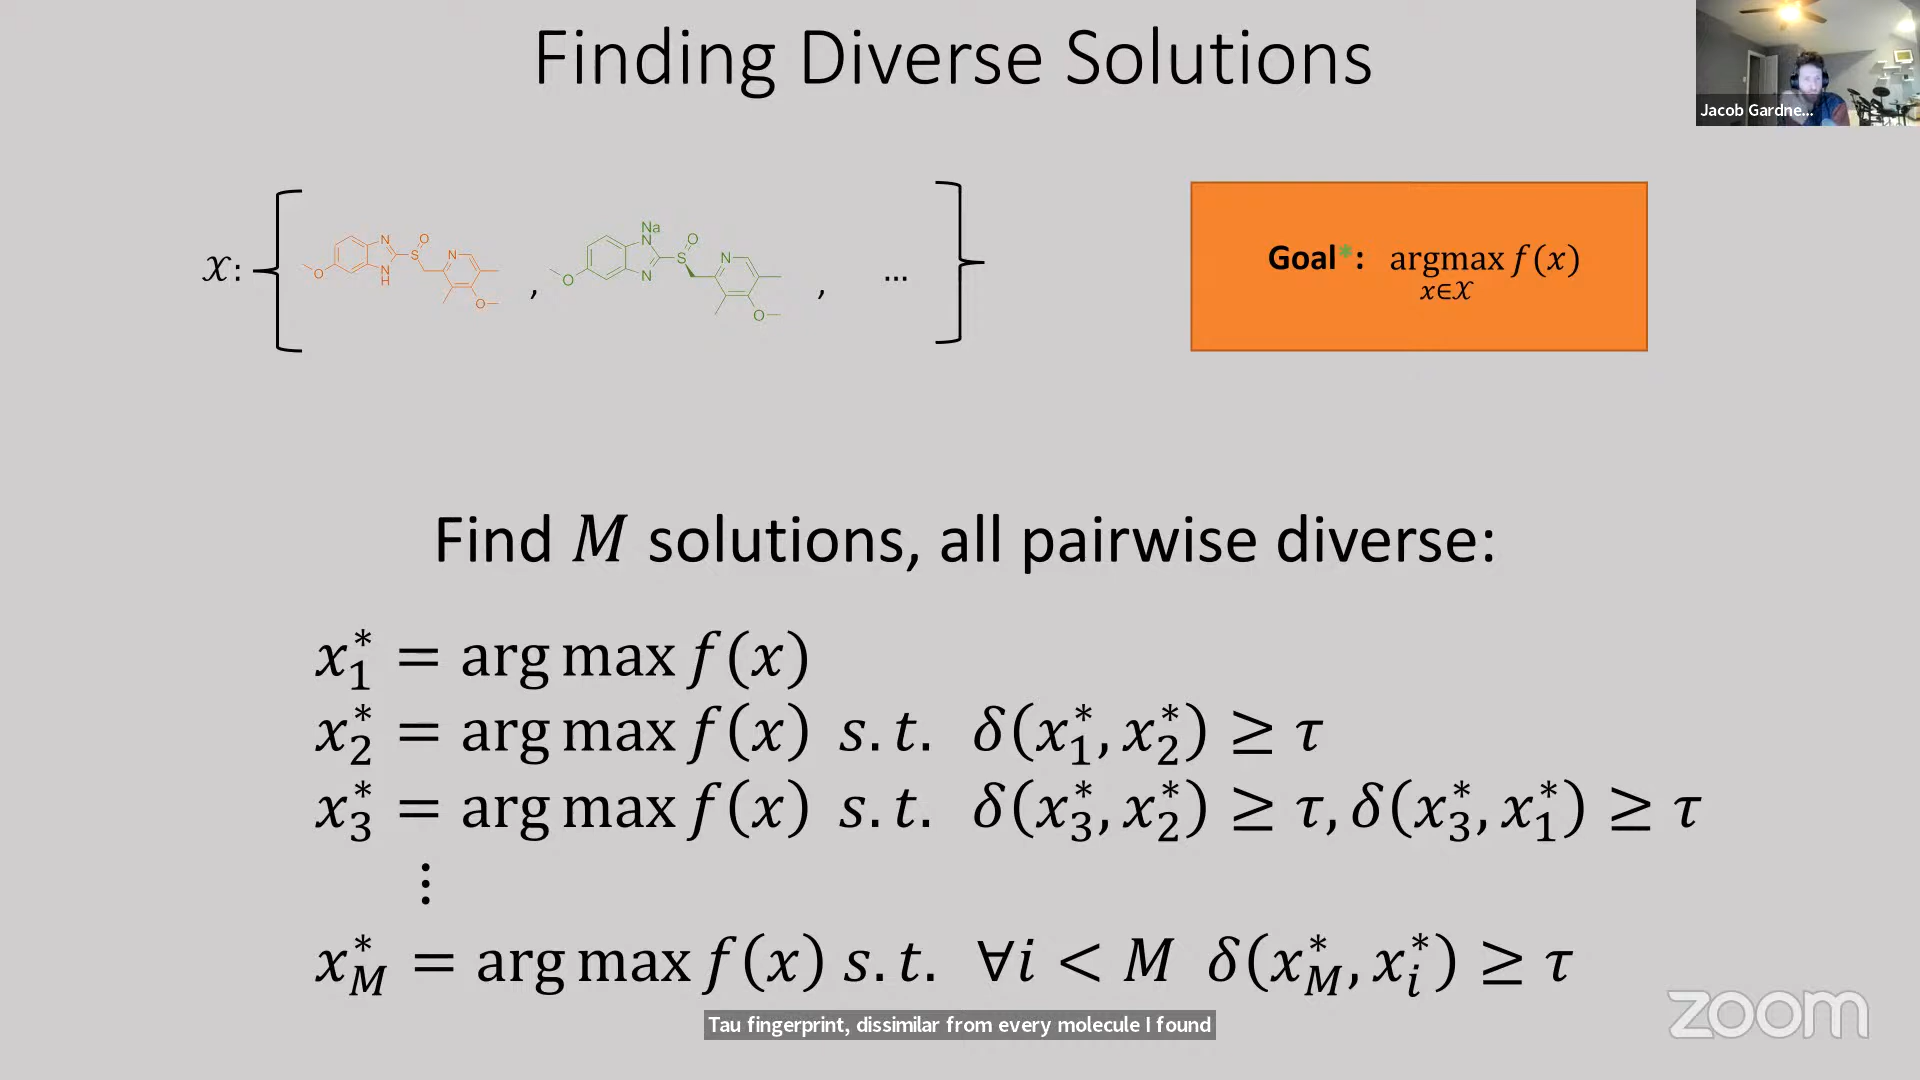 Finding Diverse Solutions
Jacob Gardne...
𝒳:
N
O
S
N
N
H
O
O
,
Na
N
O
S
N
N
O
O
,
...
Goal*: argmax f(x)
x∈𝒳
Find M solutions, all pairwise diverse:
x₁* = arg max f(x)
x₂* = arg max f(x) s.t. δ(x₁*, x₂*) ≥ τ
x₃* = arg max f(x) s.t. δ(x₃*, x₂*) ≥ τ, δ(x₃*, x₁*) ≥ τ
⋮
x_M* = arg max f(x) s.t. ∀i < M δ(x_M*, x_i*) ≥ τ
Tau fingerprint, dissimilar from every molecule I found
zoom